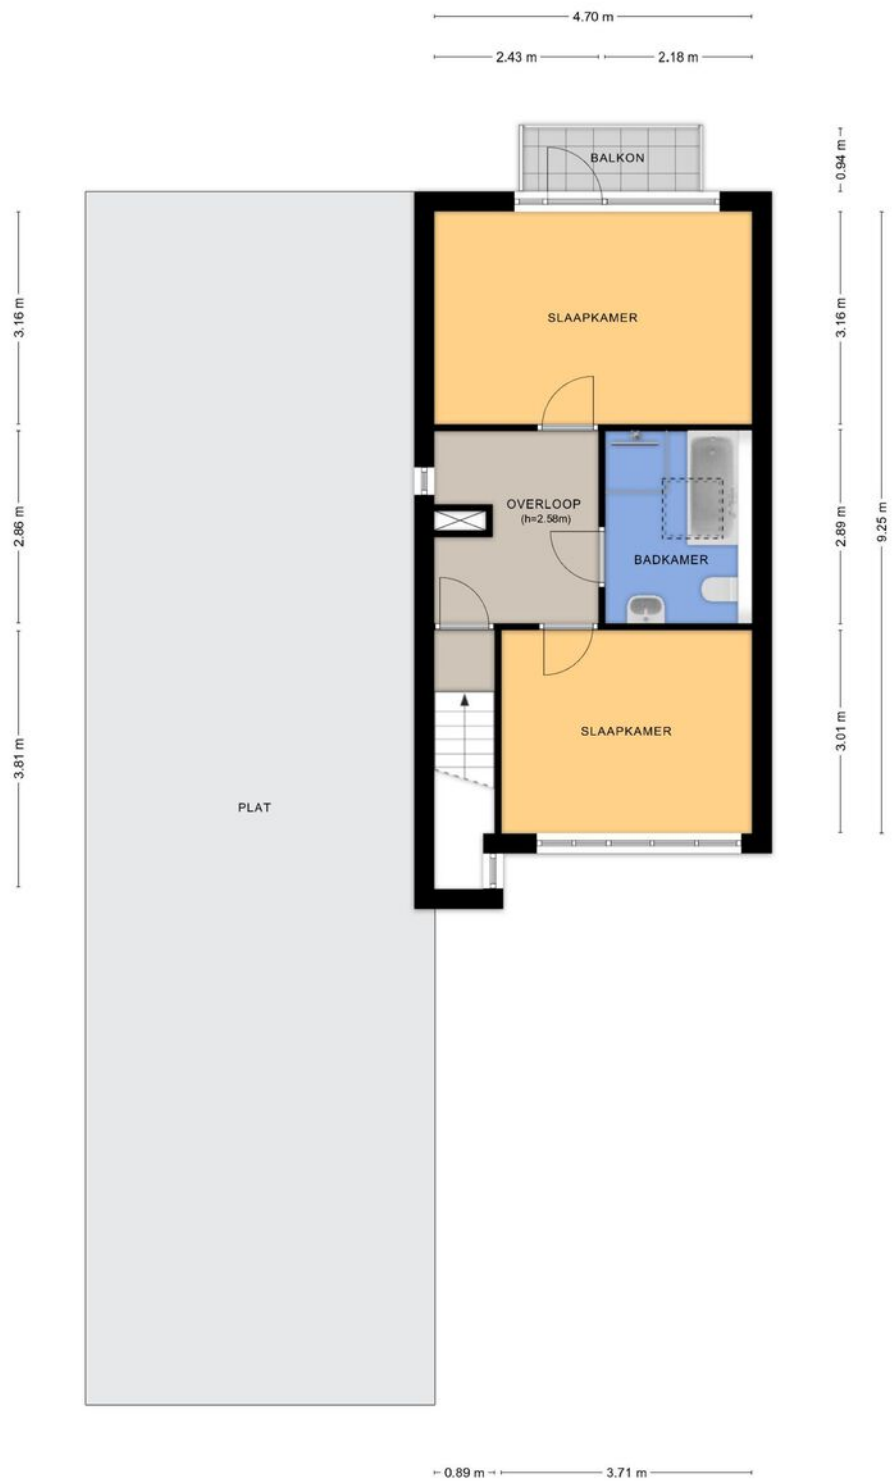 4.70 m
2.43 m
2.18 m
BALKON
0.94 m
3.16 m
SLAAPKAMER
3.16 m
9.25 m
2.86 m
OVERLOOP
(h=2.58m)
BADKAMER
2.89 m
3.81 m
SLAAPKAMER
3.01 m
PLAT
0.89 m
3.71 m